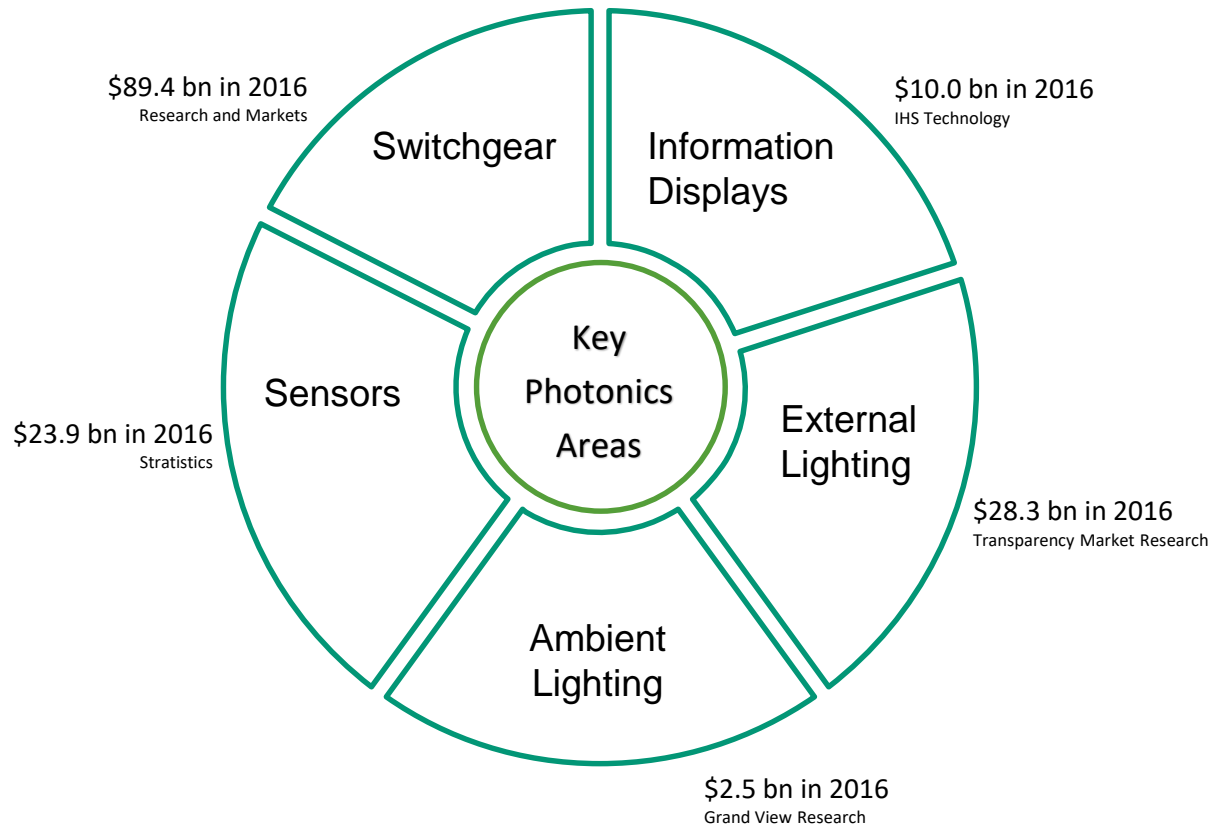 $89.4 bn in 2016
Research and Markets
Switchgear
Information
Displays
$10.0 bn in 2016
IHS Technology
Key
Photonics
Areas
Sensors
$23.9 bn in 2016
Stratistics
External
Lighting
$28.3 bn in 2016
Transparency Market Research
Ambient
Lighting
$2.5 bn in 2016
Grand View Research